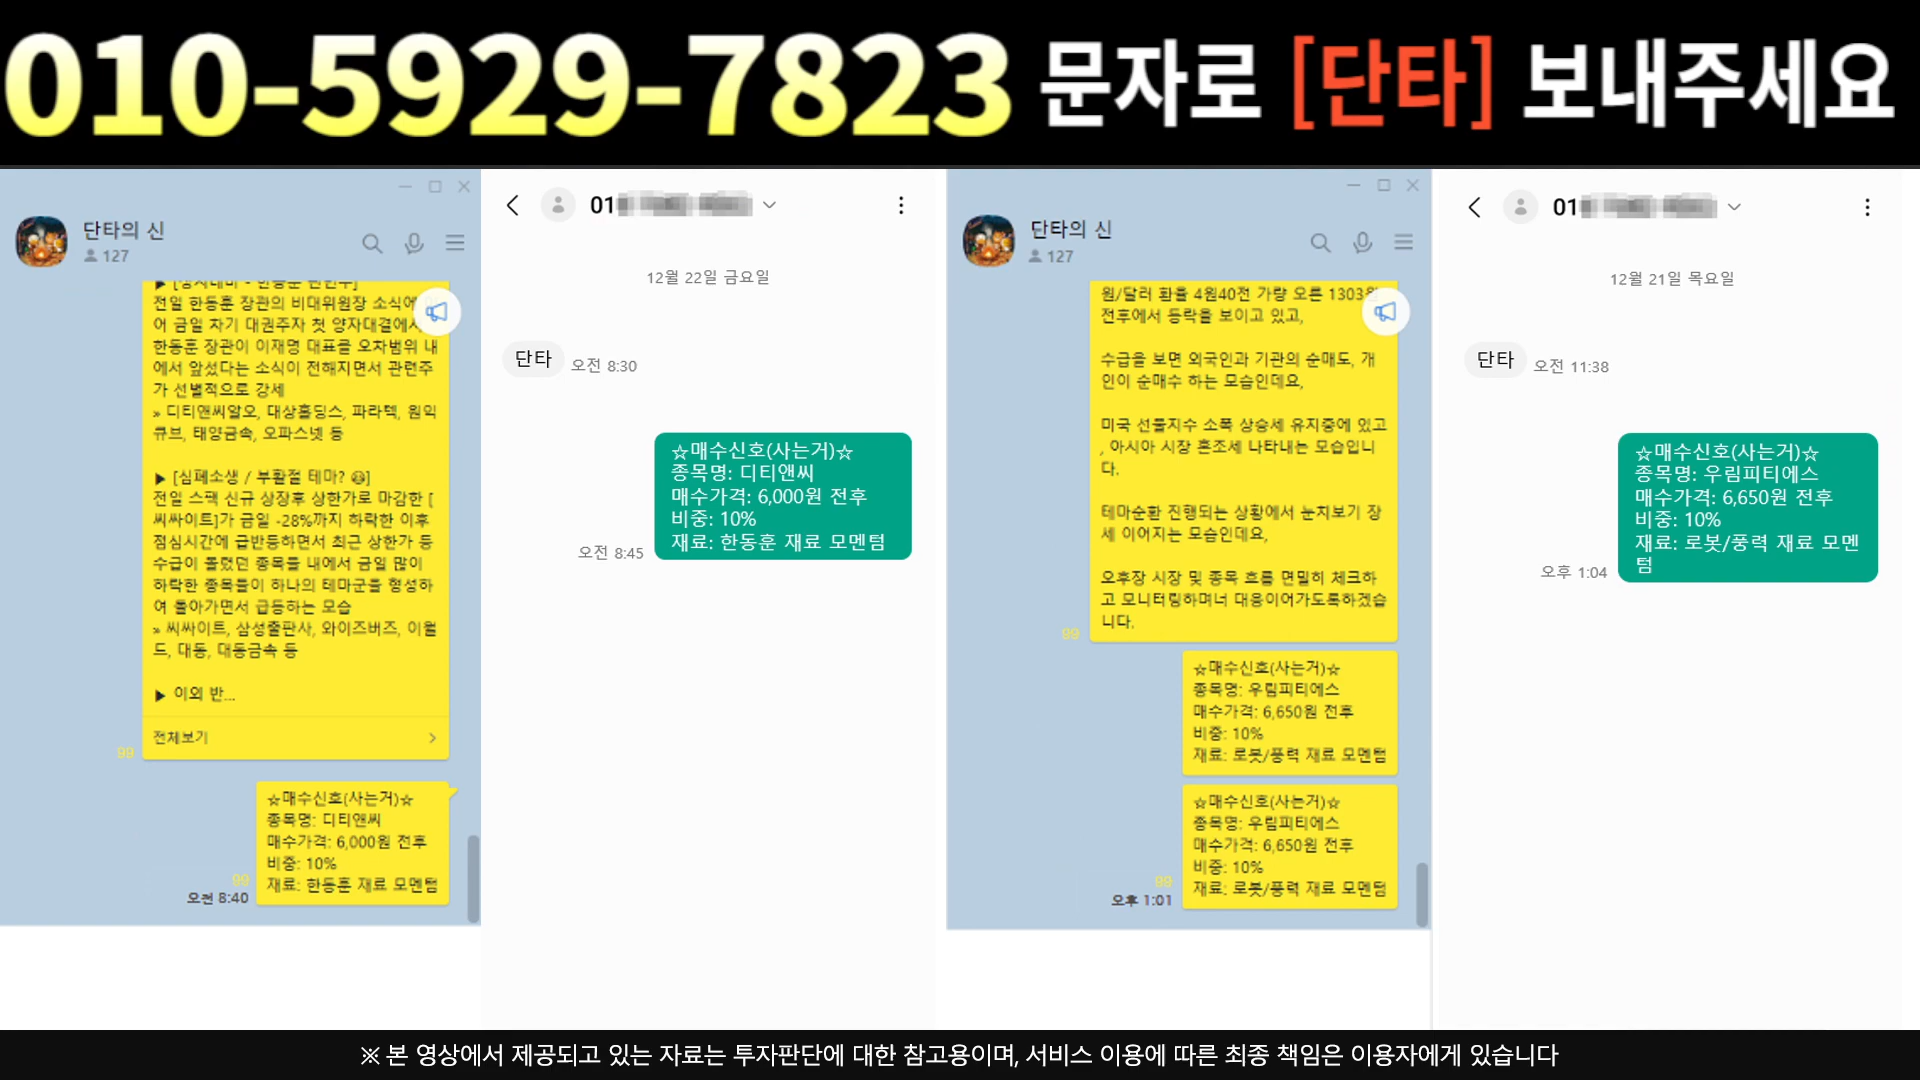 010-5929-7823 문자로 [단타] 보내주세요
단타의 신
127
전일 한동훈 장관의 비대위원장 소식에
어 금일 차기 대권주자 첫 양자대결에서
한동훈 장관이 이재명 대표를 오차범위 내
에서 앞섰다는 소식이 전해지면서 관련주
가 선별적으로 강세
» 디티앤씨알오, 대상홀딩스, 파라텍, 원익
큐브, 태양금속, 오파스넷 등
▶ [심폐소생 / 부활절 테마? 😆]
전일 스팩 신규 상장후 상한가로 마감한 [
씨싸이트]가 금일 -28%까지 하락한 이후
점심시간에 급반등하면서 최근 상한가 등
수급이 몰렸던 종목들 내에서 금일 많이
하락한 종목들이 하나의 테마군을 형성하
여 돌아가면서 급등하는 모습
» 씨싸이트, 삼성출판사, 와이즈버즈, 이월
드, 대동, 대동금속 등
▶ 이외 반...
전체보기
99
☆매수신호(사는거)☆
종목명: 디티앤씨
매수가격: 6,000원 전후
비중: 10%
재료: 한동훈 재료 모멘텀
99
오전 8:40
01
12월 22일 금요일
단타
오전 8:30
☆매수신호(사는거)☆
종목명: 디티앤씨
매수가격: 6,000원 전후
비중: 10%
재료: 한동훈 재료 모멘텀
오전 8:45
단타의 신
127
원/달러 환율 4원40전 가량 오른 1303원
전후에서 등락을 보이고 있고,
수급을 보면 외국인과 기관의 순매도, 개
인이 순매수 하는 모습인데요,
미국 선물지수 소폭 상승세 유지중에 있고
, 아시아 시장 혼조세 나타내는 모습입니
다.
테마순환 진행되는 상황에서 눈치보기 장
세 이어지는 모습인데요,
오후장 시장 및 종목 흐름 면밀히 체크하
고 모니터링하며너 대응이어가도록하겠습
니다.
99
☆매수신호(사는거)☆
종목명: 우림피티에스
매수가격: 6,650원 전후
비중: 10%
재료: 로봇/풍력 재료 모멘텀
☆매수신호(사는거)☆
종목명: 우림피티에스
매수가격: 6,650원 전후
비중: 10%
재료: 로봇/풍력 재료 모멘텀
99
오후 1:01
01
12월 21일 목요일
단타
오전 11:38
☆매수신호(사는거)☆
종목명: 우림피티에스
매수가격: 6,650원 전후
비중: 10%
재료: 로봇/풍력 재료 모멘
텀
오후 1:04
※ 본 영상에서 제공되고 있는 자료는 투자판단에 대한 참고용이며, 서비스 이용에 따른 최종 책임은 이용자에게 있습니다